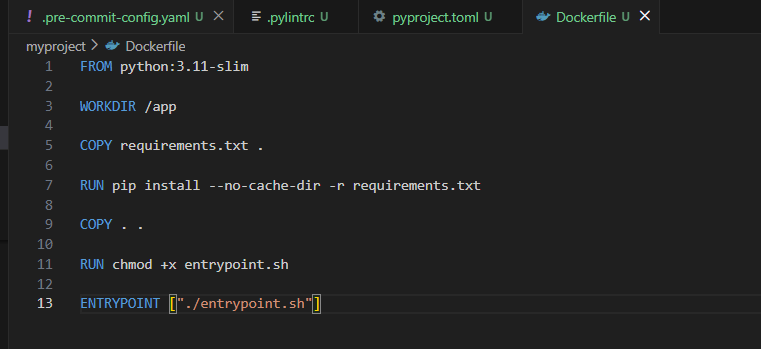 ! .pre-commit-config.yaml U × .pylintrc U pyproject.toml U Dockerfile U ×
myproject > Dockerfile
1 FROM python:3.11-slim
2
3 WORKDIR /app
4
5 COPY requirements.txt .
6
7 RUN pip install --no-cache-dir -r requirements.txt
8
9 COPY . .
10
11 RUN chmod +x entrypoint.sh
12
13 ENTRYPOINT ["./entrypoint.sh"]